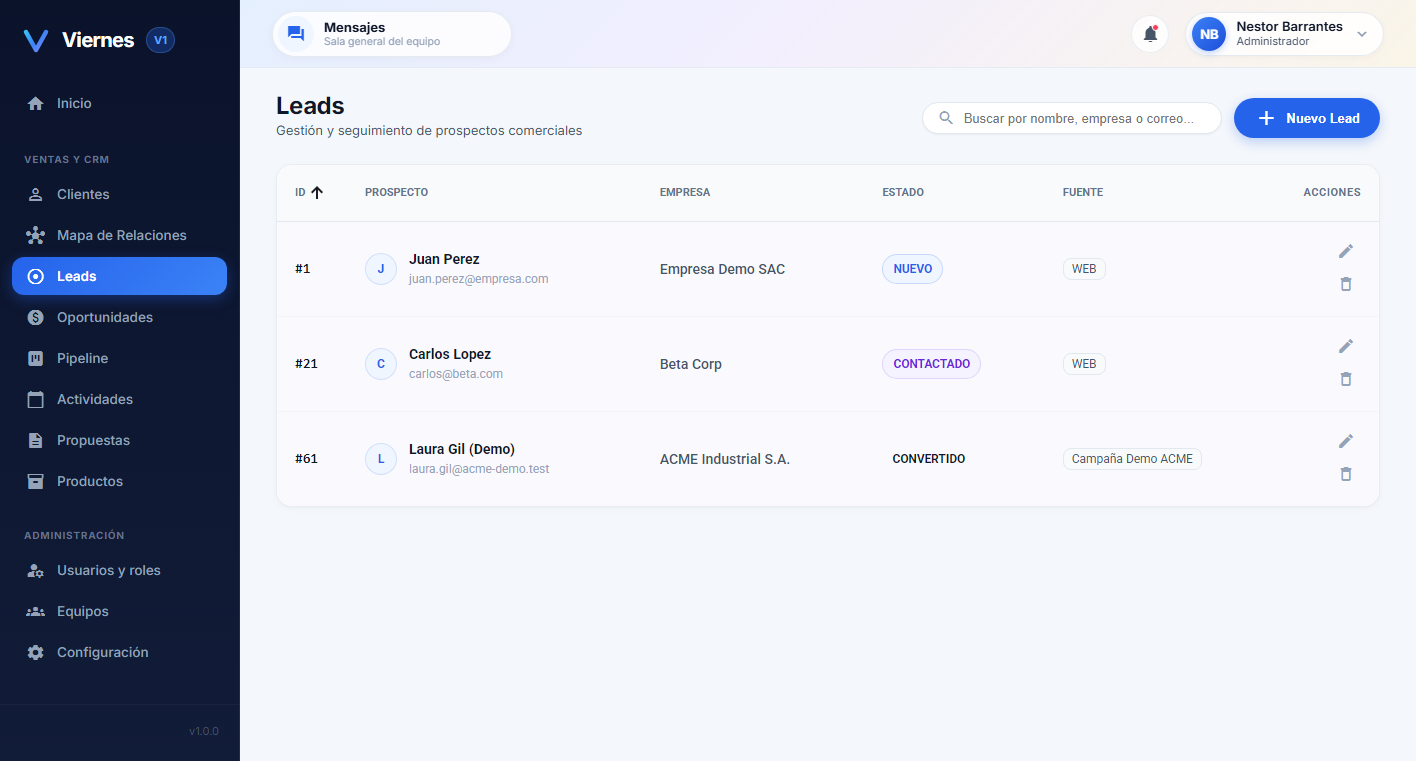 Viernes V1
Inicio
VENTAS Y CRM
Clientes
Mapa de Relaciones
Leads
Oportunidades
Pipeline
Actividades
Propuestas
Productos
ADMINISTRACIÓN
Usuarios y roles
Equipos
Configuración
v1.0.0
Mensajes
Sala general del equipo
NB
Nestor Barrantes
Administrador
Leads
Gestión y seguimiento de prospectos comerciales
Buscar por nombre, empresa o correo...
Nuevo Lead
ID PROSPECTO EMPRESA ESTADO FUENTE ACCIONES
#1 J Juan Perez Empresa Demo SAC NUEVO WEB
juan.perez@empresa.com
#21 C Carlos Lopez Beta Corp CONTACTADO WEB
carlos@beta.com
#61 L Laura Gil (Demo) ACME Industrial S.A. CONVERTIDO Campaña Demo ACME
laura.gil@acme-demo.test